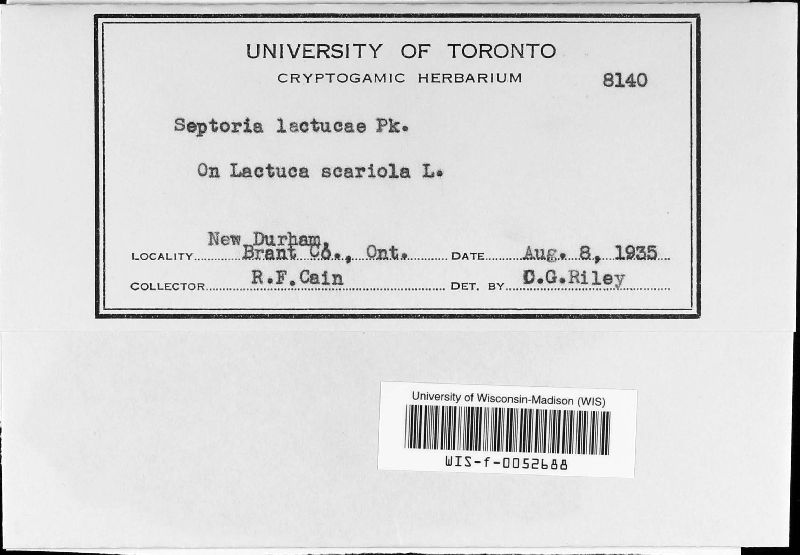 UNIVERSITY OF TORONTO
CRYPTOGAMIC HERBARIUM 8140
Septoria lactucae Pk.
On Lactuca scariola L.
New Durham,
LOCALITY Brant Co., Ont. DATE Aug. 8, 1935
COLLECTOR R.F.Cain DET. BY C.G.Riley
University of Wisconsin-Madison (WIS)
WIS-f-0052688